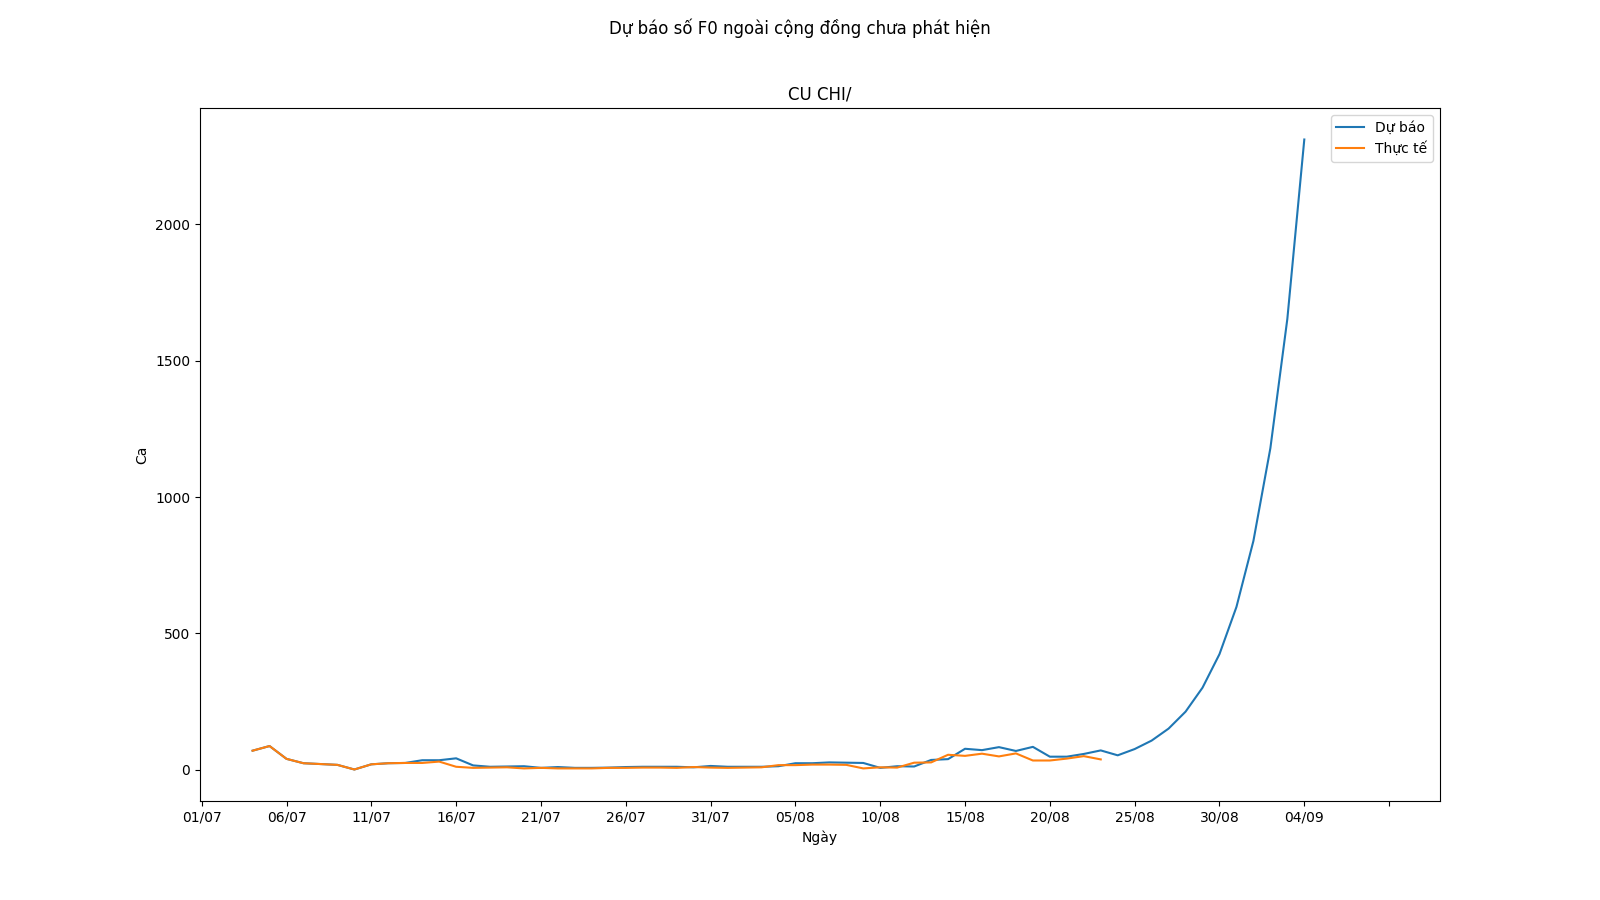 Dự báo số F0 ngoài cộng đồng chưa phát hiện
CU CHI/
Dự báo
Thực tế
2000
1500
1000
500
0
Ca
01/07 06/07 11/07 16/07 21/07 26/07 31/07 05/08 10/08 15/08 20/08 25/08 30/08 04/09
Ngày